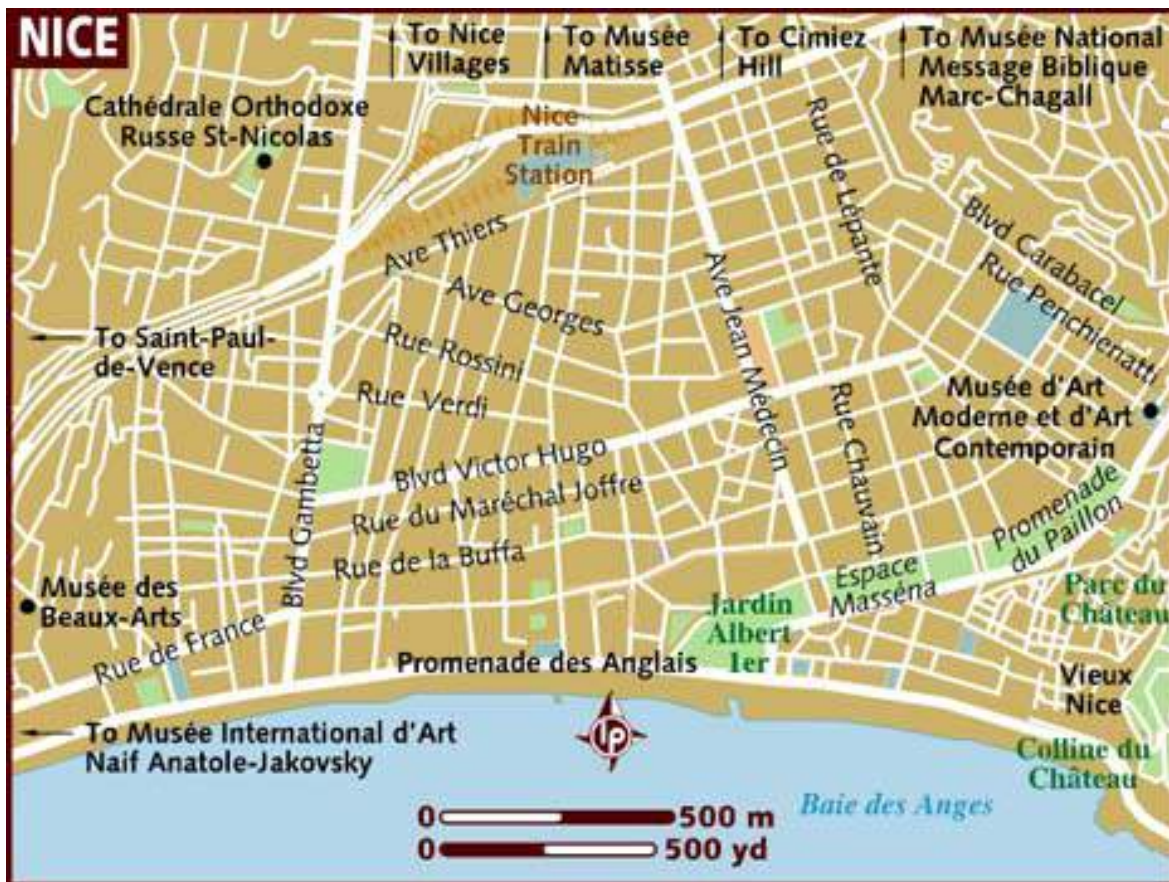 NICE
To Nice
Villages
To Musée
Matisse
To Cimiez
Hill
To Musée National
Message Biblique
Marc-Chagall
Cathédrale Orthodoxe
Russe St-Nicolas
Nice
Train
Station
Rue de Lépante
Ave Thiers
Blvd Carabacel
Ave Georges
Rue Penchienatti
To Saint-Paul-
de-Vence
Rue Rossini
Ave Jean Médecin
Rue Verdi
Musée d'Art
Moderne et d'Art
Contemporain
Rue Chauvain
Blvd Gambetta
Blvd Victor Hugo
Rue du Maréchal Joffre
Promenade
du Paillon
Rue de la Buffa
Espace
Masséna
Musée des
Beaux-Arts
Parc du
Château
Jardin
Albert
1er
Rue de France
Promenade des Anglais
Vieux
Nice
To Musée International d'Art
Naif Anatole-Jakovsky
LP
Colline du
Château
Baie des Anges
0 500 m
0 500 yd